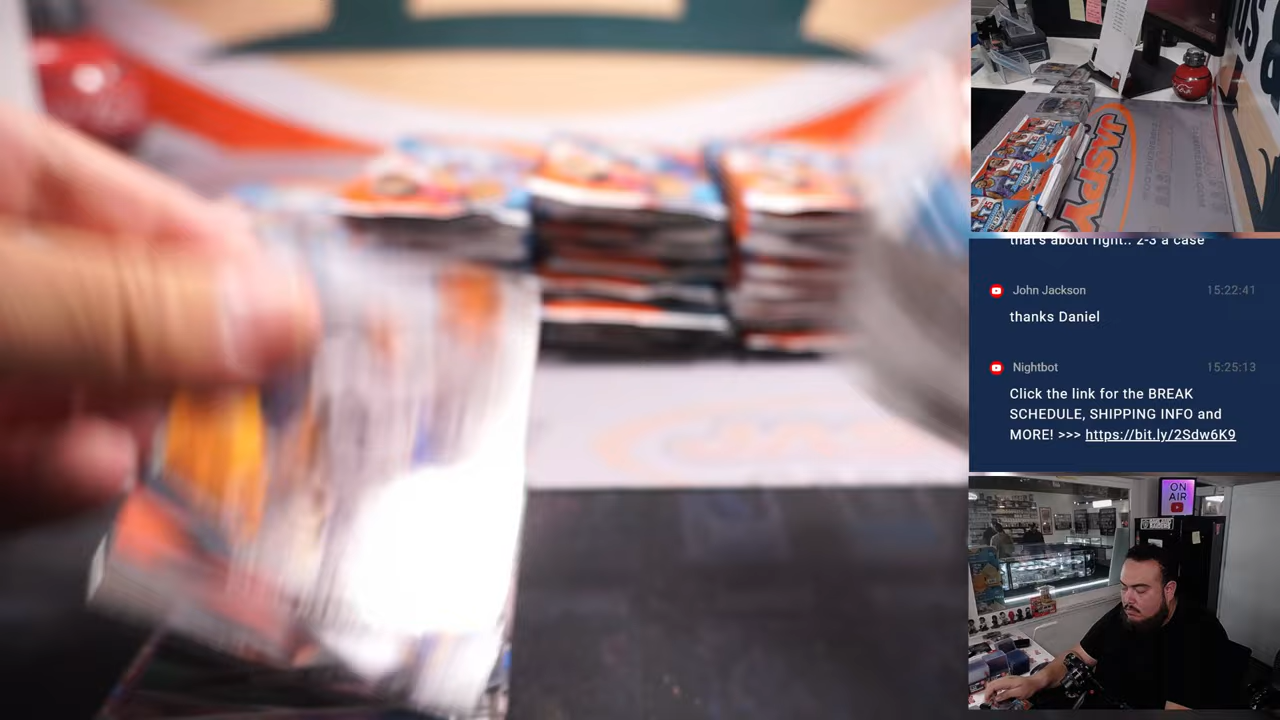 JASPY
that's about right.. 2-3 a case
John Jackson 15:22:41
thanks Daniel
Nightbot 15:25:13
Click the link for the BREAK
SCHEDULE, SHIPPING INFO and
MORE! >>> https://bit.ly/2Sdw6K9
ON
AIR